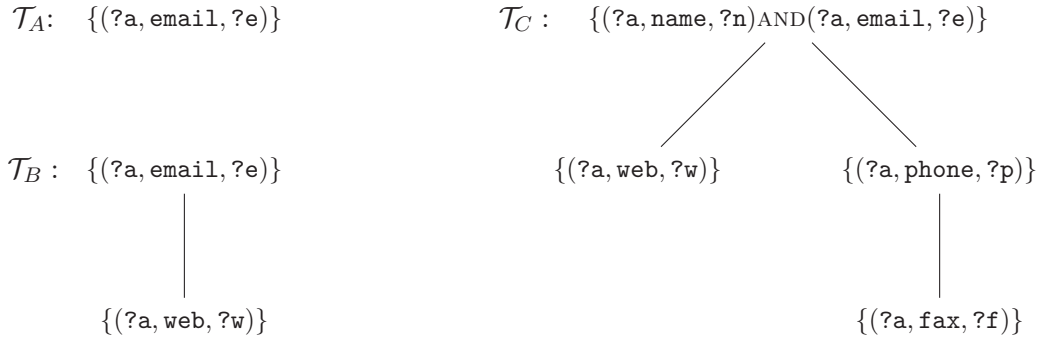 𝒯_A: {(?a, email, ?e)}
𝒯_C : {(?a, name, ?n)AND(?a, email, ?e)}
𝒯_B : {(?a, email, ?e)}
{(?a, web, ?w)} {(?a, phone, ?p)}
{(?a, web, ?w)}
{(?a, fax, ?f)}